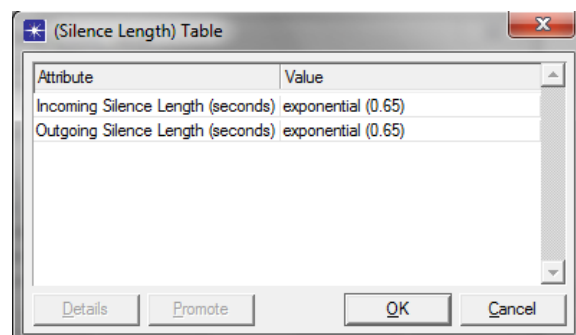 (Silence Length) Table
Attribute Value
Incoming Silence Length (seconds) exponential (0.65)
Outgoing Silence Length (seconds) exponential (0.65)
Details Promote OK Cancel